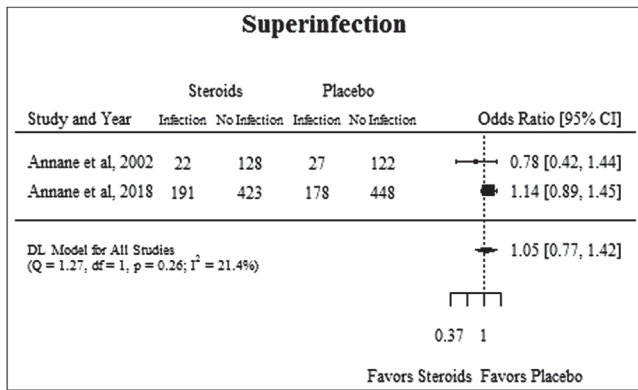 Superinfection
Steroids Placebo
Study and Year Infection No Infection Infection No Infection Odds Ratio [95% CI]
Annane et al, 2002 22 128 27 122 0.78 [0.42, 1.44]
Annane et al, 2018 191 423 178 448 1.14 [0.89, 1.45]
DL Model for All Studies 1.05 [0.77, 1.42]
(Q = 1.27, df = 1, p = 0.26; I² = 21.4%)
0.37 1
Favors Steroids Favors Placebo